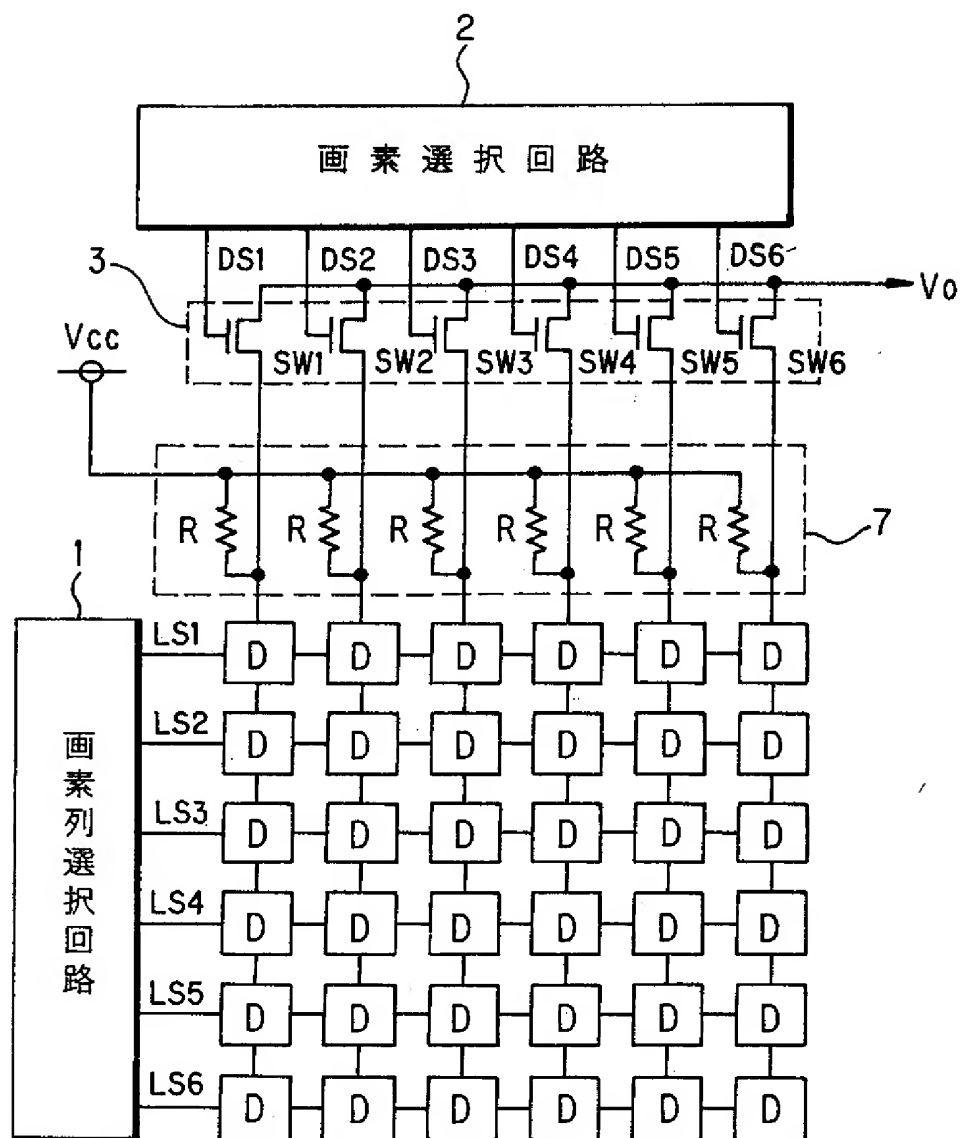 2
画素選択回路
DS1 DS2 DS3 DS4 DS5 DS6
3
Vo
Vcc
SW1 SW2 SW3 SW4 SW5 SW6
R R R R R R
7
1
画素列選択回路
LS1 D D D D D D
LS2 D D D D D D
LS3 D D D D D D
LS4 D D D D D D
LS5 D D D D D D
LS6 D D D D D D